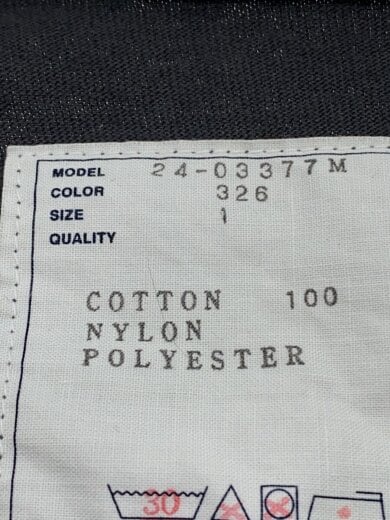 MODEL 24-03377M
COLOR 326
SIZE 1
QUALITY
COTTON 100
NYLON
POLYESTER
30